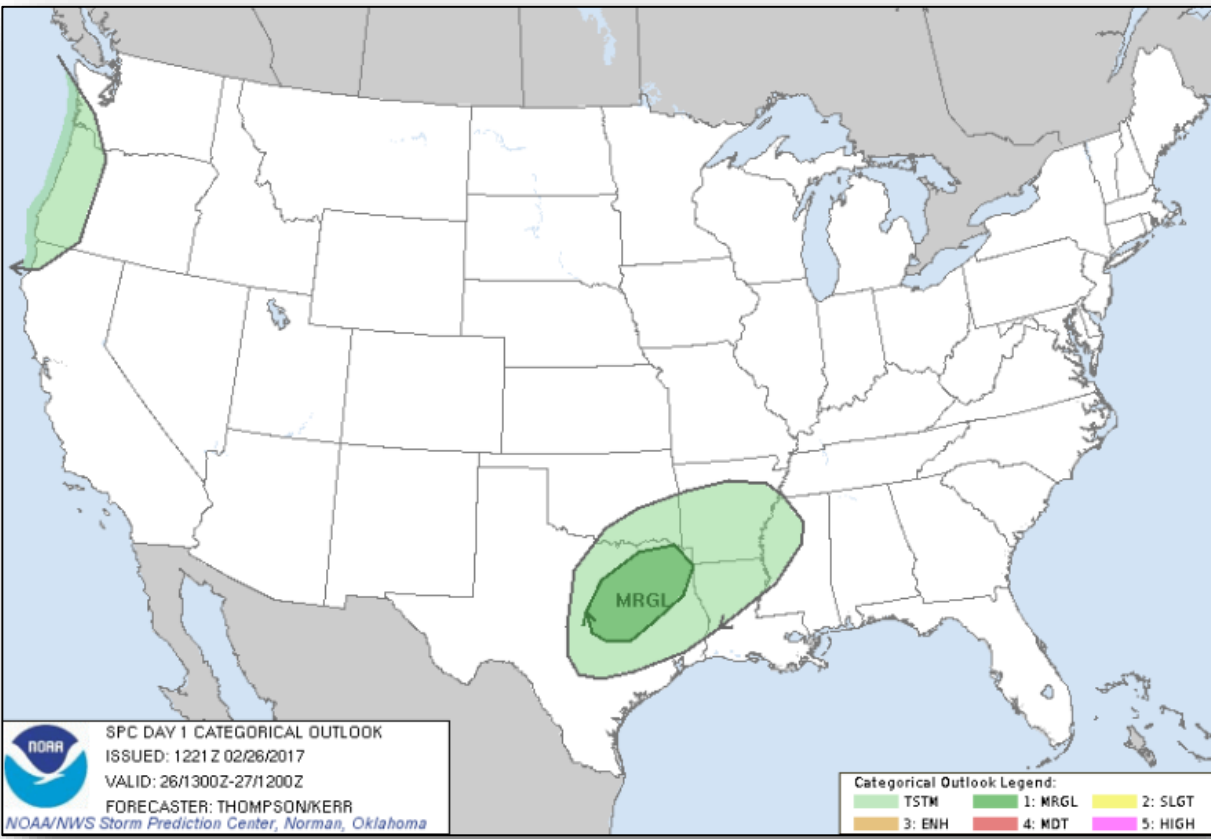 MRGL
SPC DAY 1 CATEGORICAL OUTLOOK
ISSUED: 1221Z 02/26/2017
VALID: 26/1300Z-27/1200Z
FORECASTER: THOMPSON/KERR
NOAA/NWS Storm Prediction Center, Norman, Oklahoma
NOAA
Categorical Outlook Legend:
TSTM 1: MRGL 2: SLGT
3: ENH 4: MDT 5: HIGH